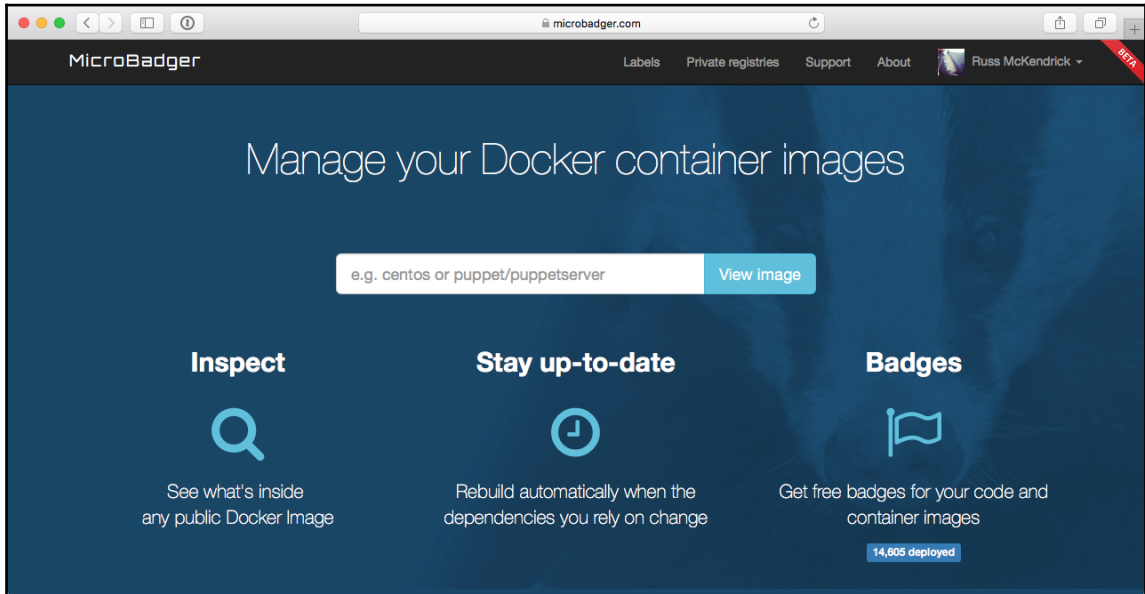 microbadger.com
MicroBadger
Labels Private registries Support About Russ McKendrick
BETA
Manage your Docker container images
e.g. centos or puppet/puppetserver View image
Inspect Stay up-to-date Badges
See what's inside Rebuild automatically when the Get free badges for your code and
any public Docker Image dependencies you rely on change container images
14,605 deployed